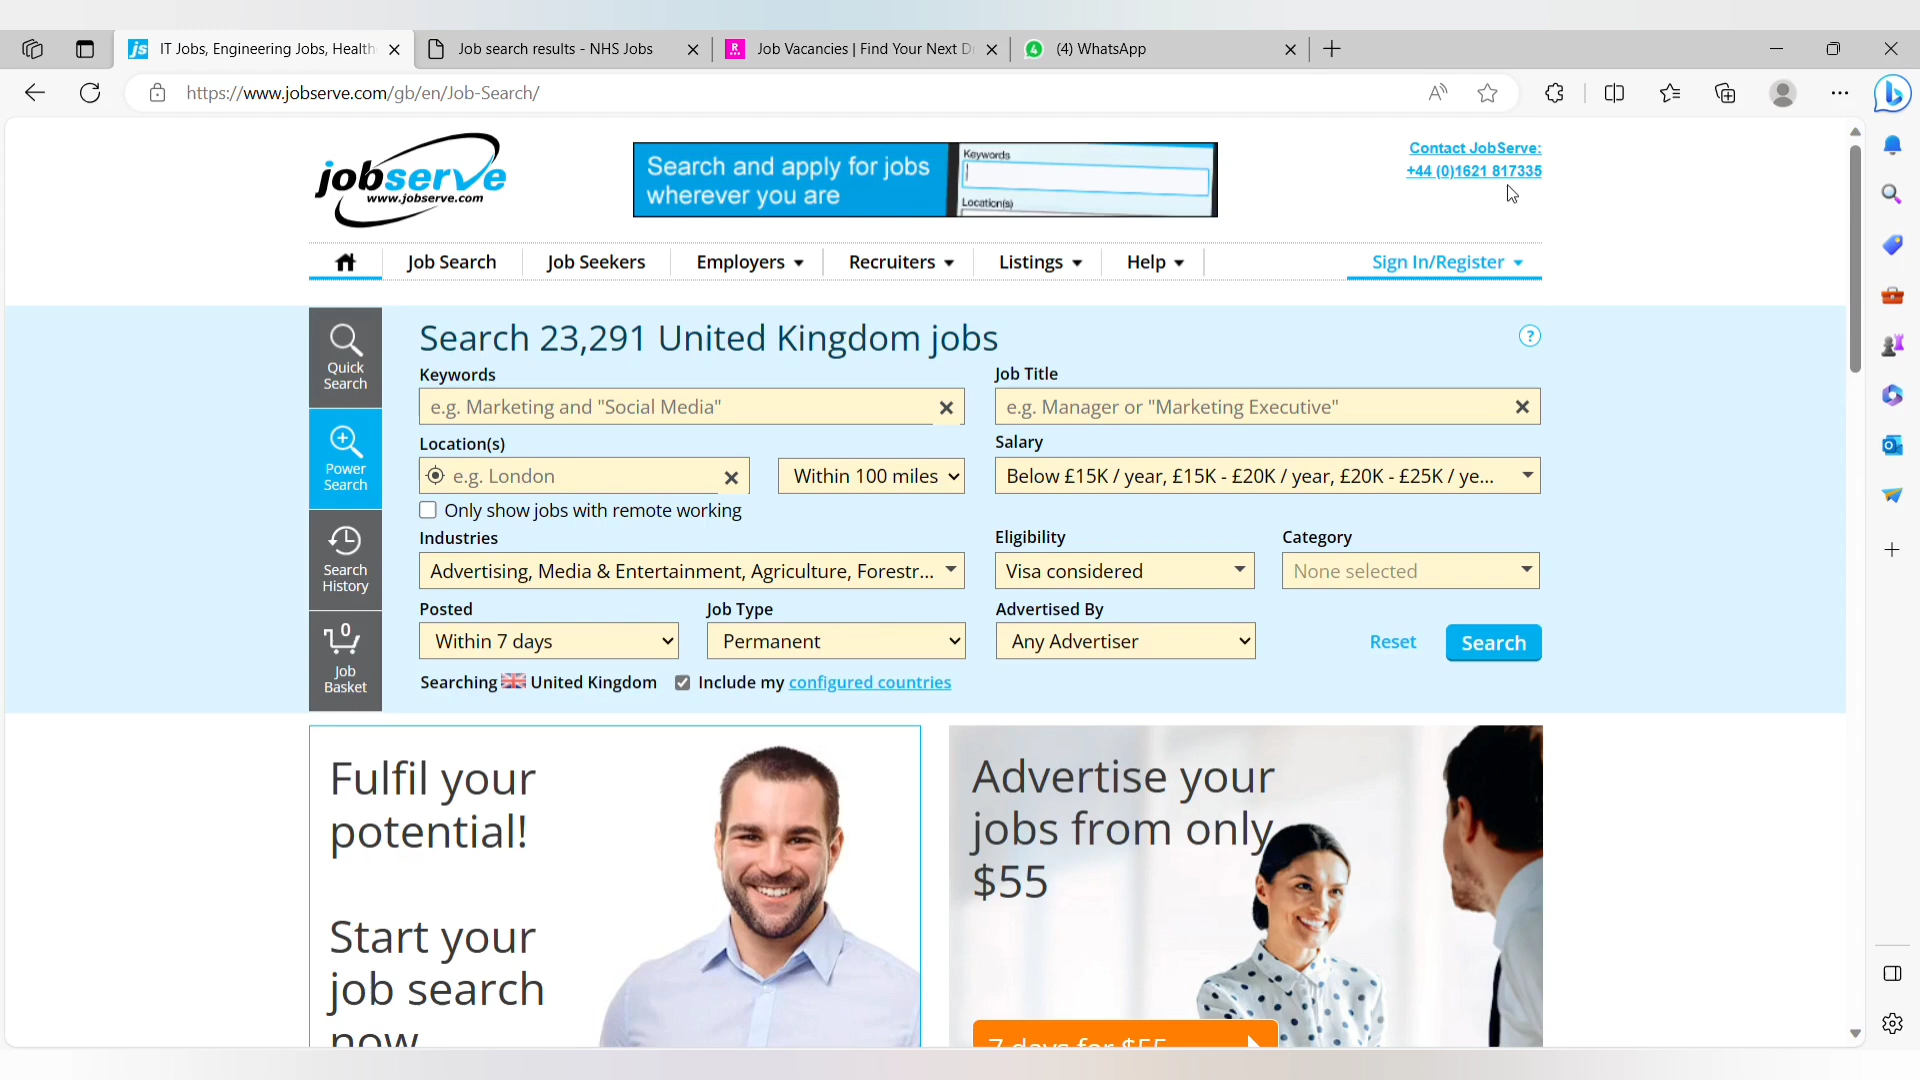 IT Jobs, Engineering Jobs, Health
Job search results - NHS Jobs
R.
Job Vacancies | Find Your Next D
4
(4) WhatsApp
https://www.jobserve.com/gb/en/Job-Search/
jobserve
www.jobserve.com
Search and apply for jobs
wherever you are
Keywords
Location(s)
Contact JobServe:
+44 (0)1621 817335
Job Search
Job Seekers
Employers
Recruiters
Listings
Help
Sign In/Register
Quick
Search
Power
Search
Search
History
0
Job
Basket
Search 23,291 United Kingdom jobs
?
Keywords
Job Title
e.g. Marketing and "Social Media"
e.g. Manager or "Marketing Executive"
Location(s)
Salary
e.g. London
Within 100 miles
Below £15K / year, £15K - £20K / year, £20K - £25K / ye...
Only show jobs with remote working
Industries
Eligibility
Category
Advertising, Media & Entertainment, Agriculture, Forestr...
Visa considered
None selected
Posted
Job Type
Advertised By
Within 7 days
Permanent
Any Advertiser
Reset
Search
Searching United Kingdom
Include my configured countries
Fulfil your
potential!
Start your
job search
now
Advertise your
jobs from only
$55
7 days for $55